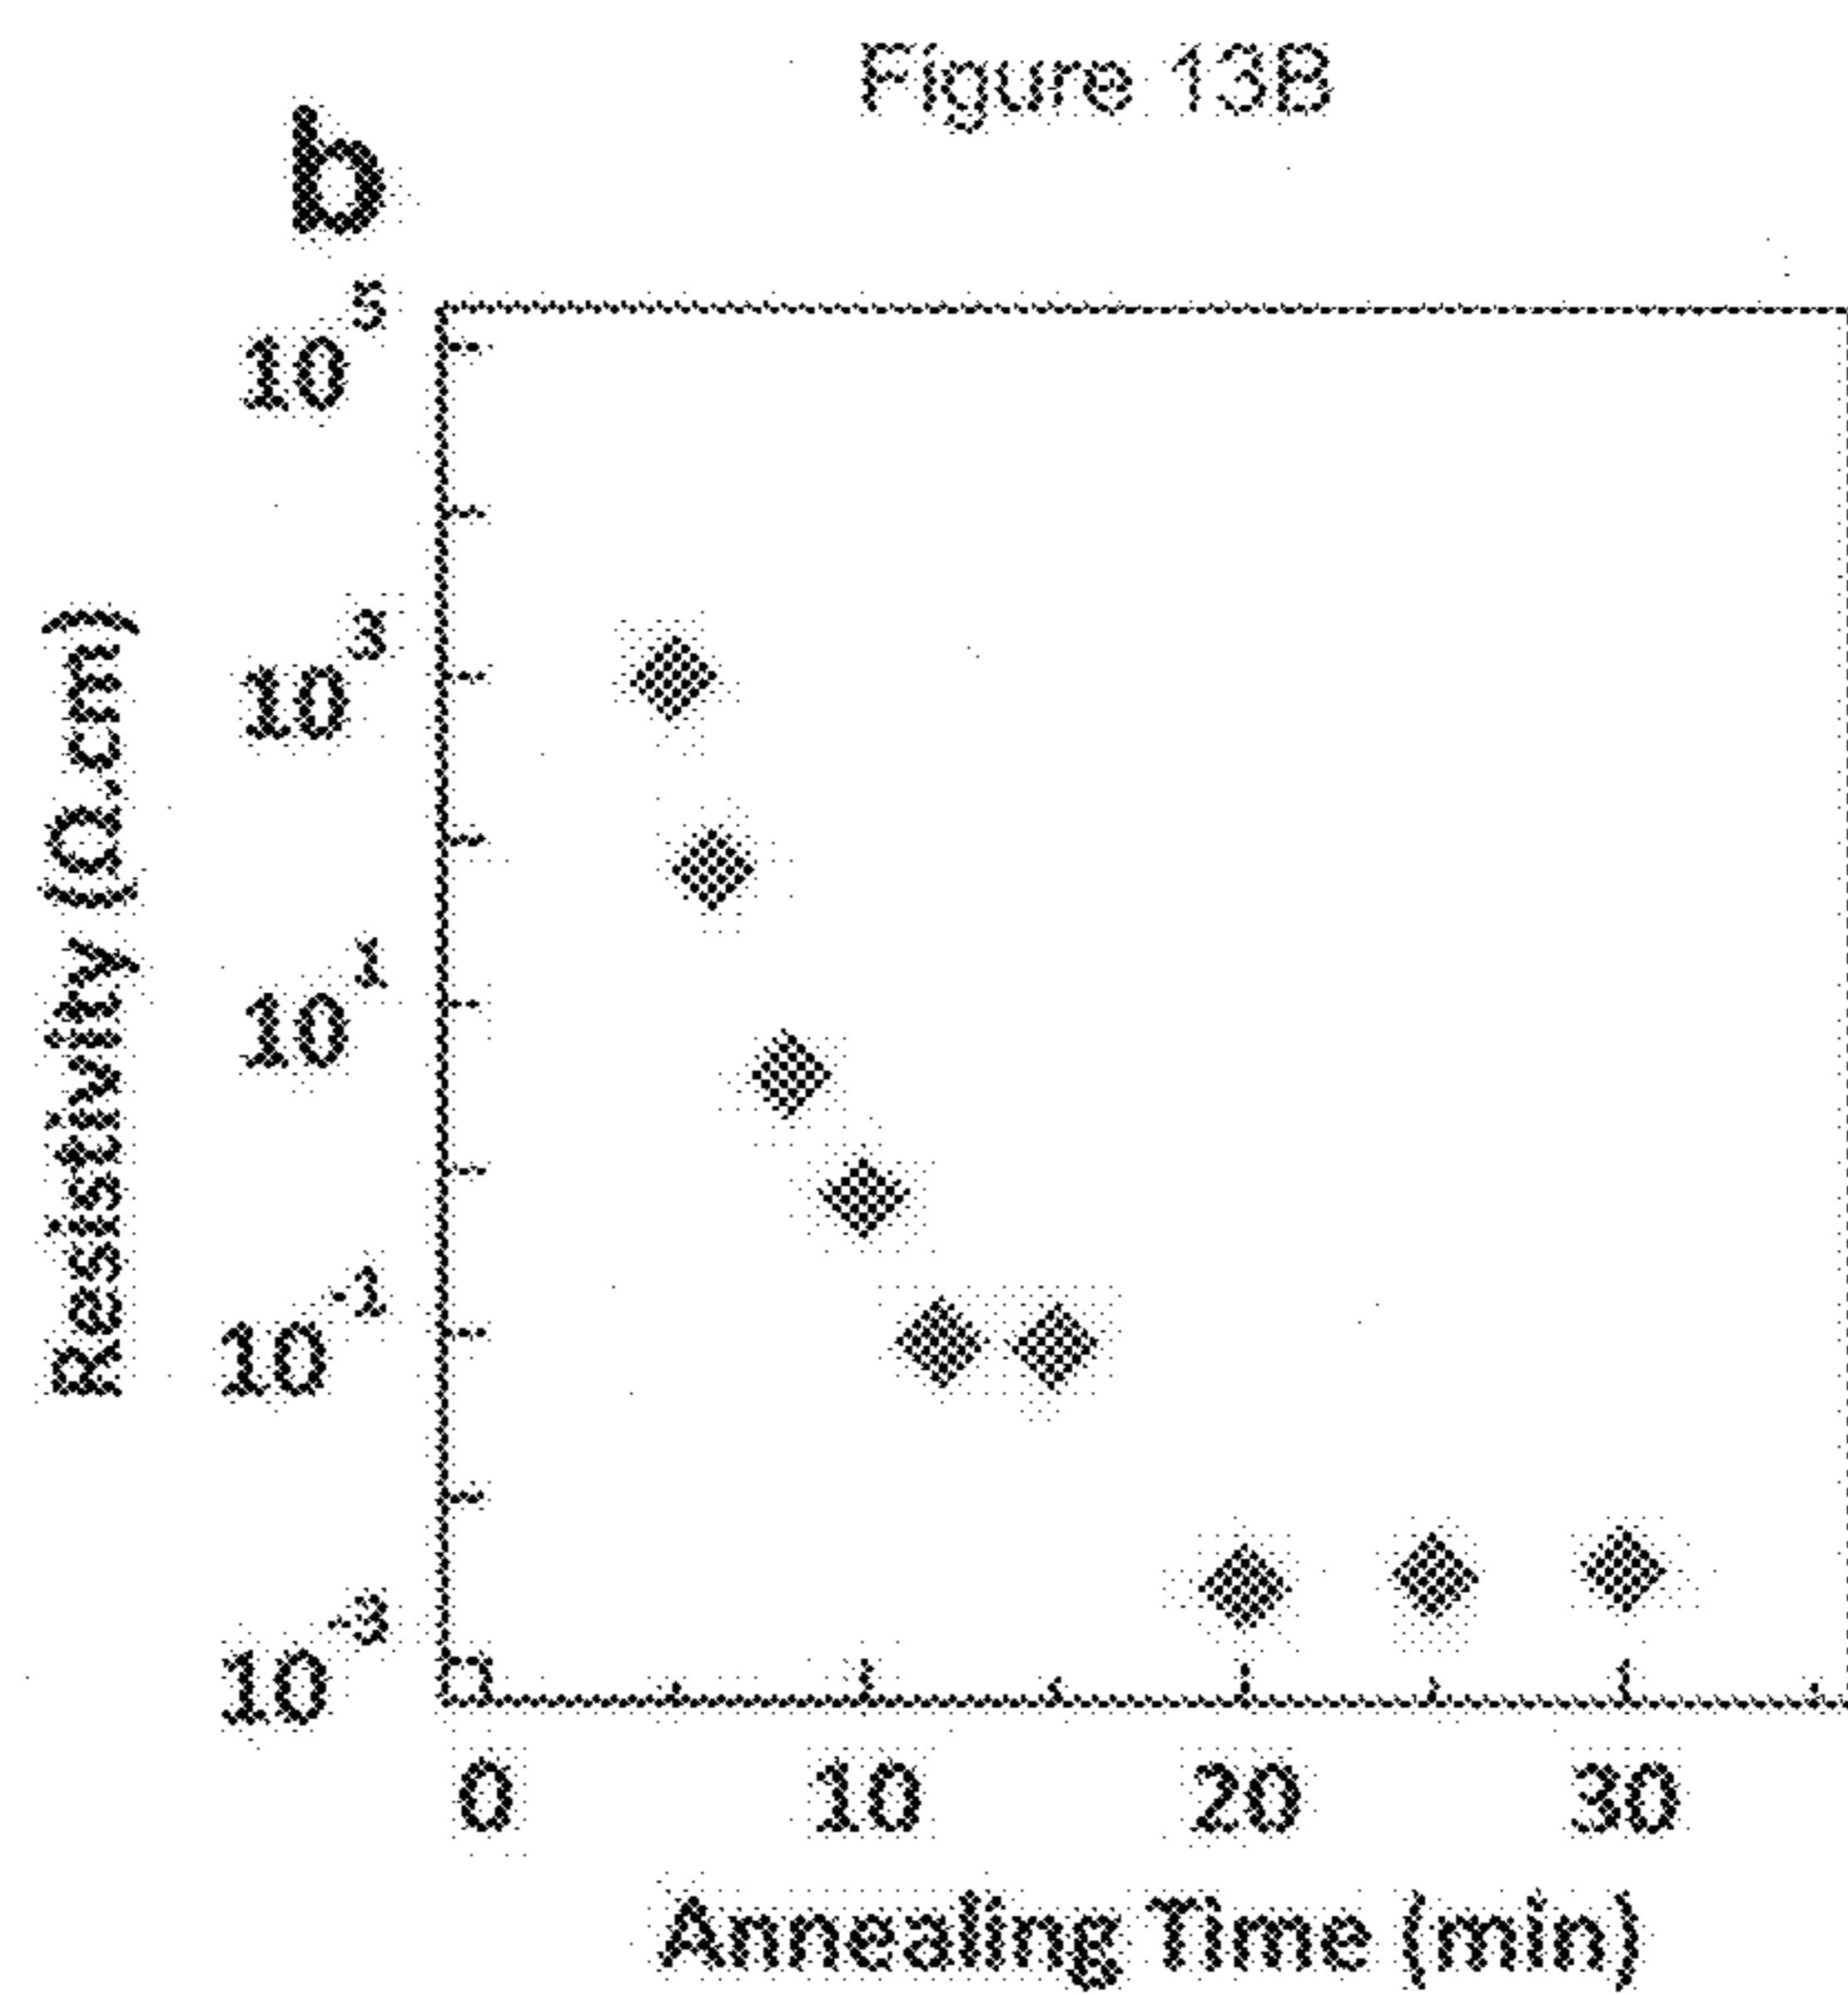 Figure 13B
b
10^5
10^3
10^1
10^-1
10^-3
Resistivity (Ω.cm)
0 10 20 30
Annealing Time (min)